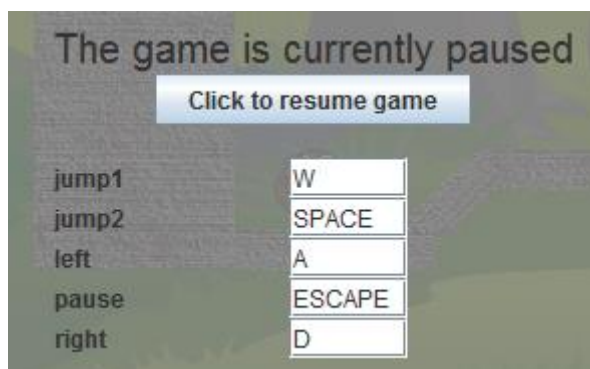 The game is currently paused
Click to resume game
jump1 W
jump2 SPACE
left A
pause ESCAPE
right D